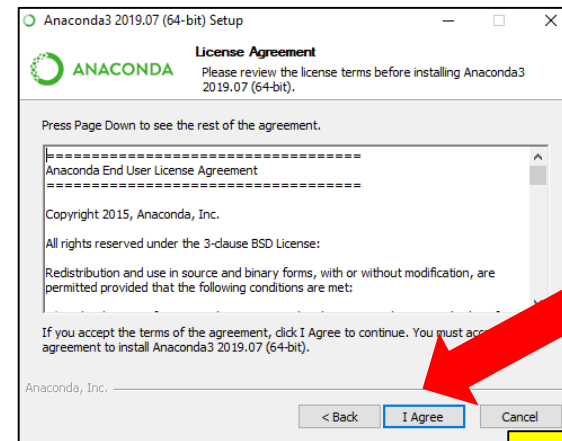 Anaconda3 2019.07 (64-bit) Setup
License Agreement
ANACONDA
Please review the license terms before installing Anaconda3
2019.07 (64-bit).
Press Page Down to see the rest of the agreement.
===================================
Anaconda End User License Agreement
===================================
Copyright 2015, Anaconda, Inc.
All rights reserved under the 3-clause BSD License:
Redistribution and use in source and binary forms, with or without modification, are
permitted provided that the following conditions are met:
If you accept the terms of the agreement, click I Agree to continue. You must
agreement to install Anaconda3 2019.07 (64-bit).
Anaconda, Inc.
< Back
I Agree
Cancel